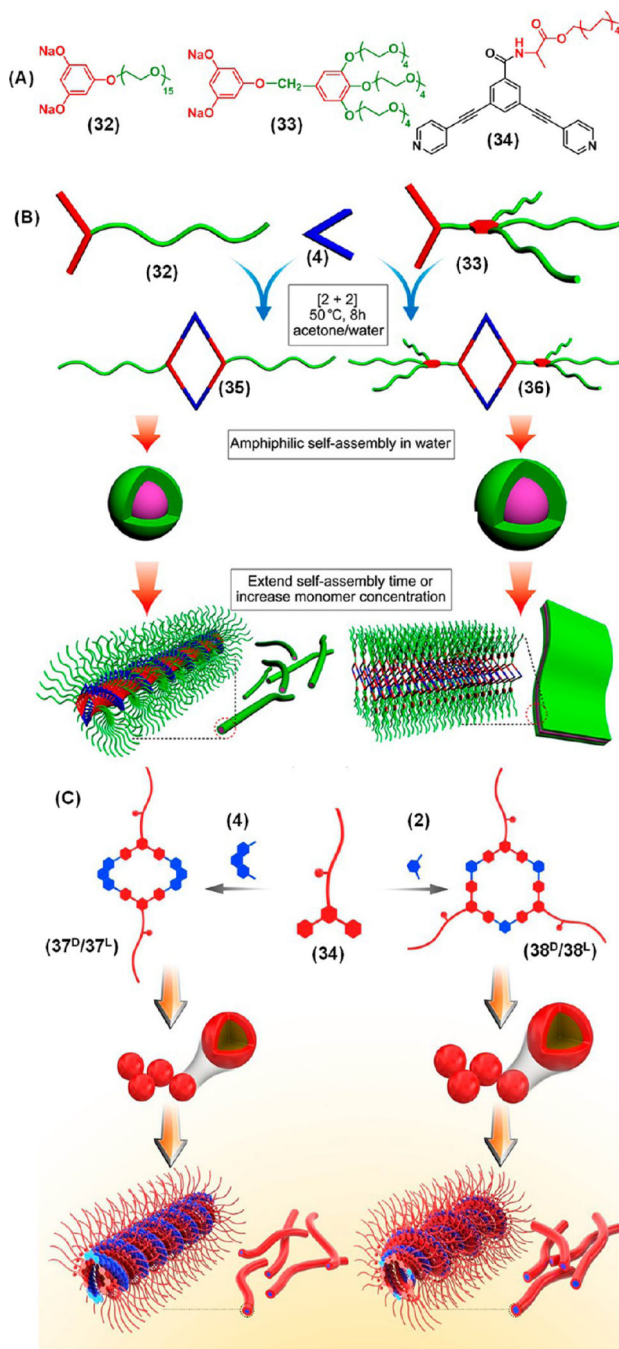 (A)
NaO
NaO
O
O
15
(32)
NaO
NaO
O-CH₂
O
O
4
O
O
4
O
O
4
(33)
O
N
H
O
O
4
N
N
(34)
(B)
(32)
(4)
(33)
[2 + 2]
50°C, 8h
acetone/water
(35)
(36)
Amphiphilic self-assembly in water
Extend self-assembly time or
increase monomer concentration
(C)
(4)
(2)
(37ᴰ/37ᴸ)
(34)
(38ᴰ/38ᴸ)